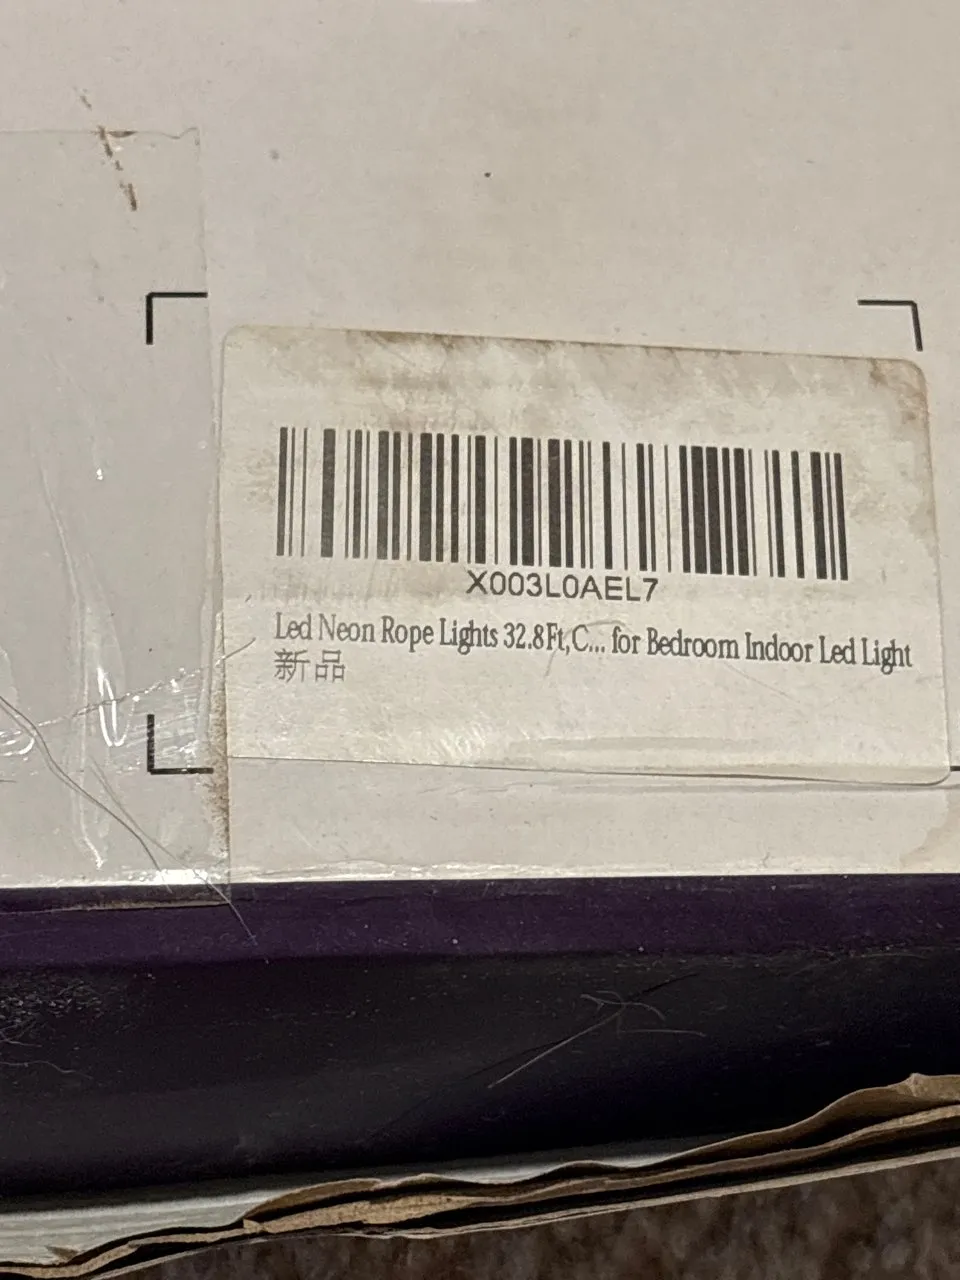 X003L0AEL7
Led Neon Rope Lights 32.8Ft,C... for Bedroom Indoor Led Light
新品